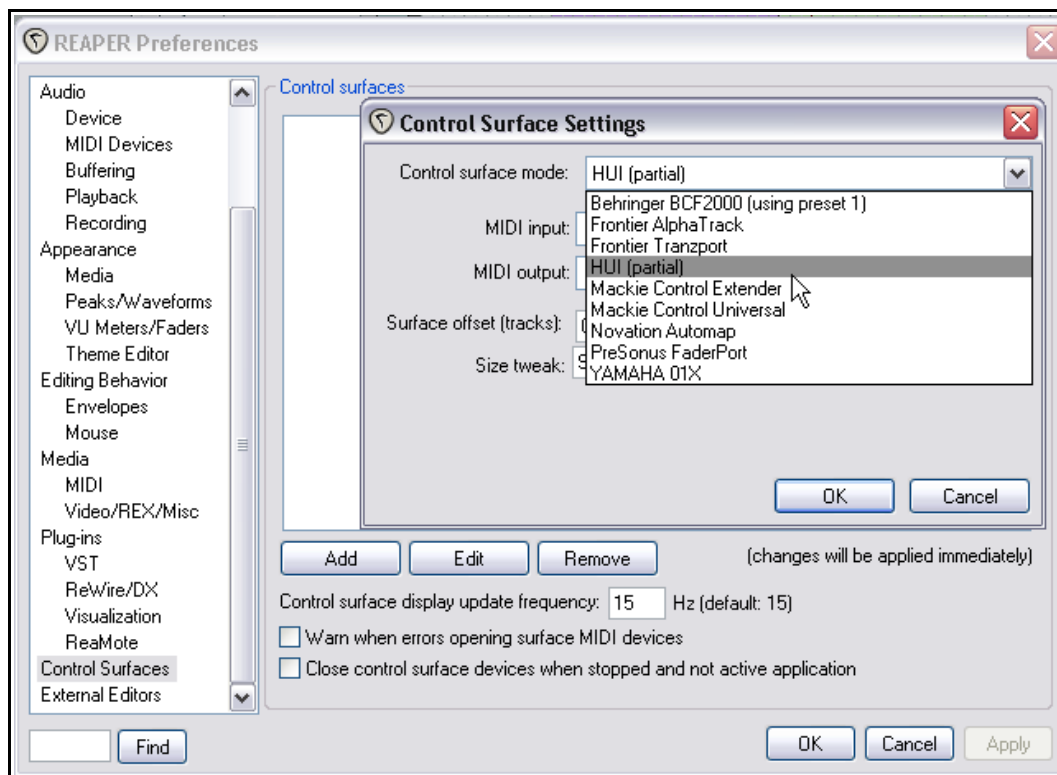 REAPER Preferences
Audio
Device
MIDI Devices
Buffering
Playback
Recording
Appearance
Media
Peaks/Waveforms
VU Meters/Faders
Theme Editor
Editing Behavior
Envelopes
Mouse
Media
MIDI
Video/REX/Misc
Plug-ins
VST
ReWire/DX
Visualization
ReaMote
Control Surfaces
External Editors
Find
Control surfaces
Control Surface Settings
Control surface mode: HUI (partial)
Behringer BCF2000 (using preset 1)
Frontier AlphaTrack
Frontier Tranzport
HUI (partial)
Mackie Control Extender
Mackie Control Universal
Novation Automap
PreSonus FaderPort
YAMAHA 01X
MIDI input:
MIDI output:
Surface offset (tracks):
Size tweak:
OK Cancel
Add Edit Remove (changes will be applied immediately)
Control surface display update frequency: 15 Hz (default: 15)
Warn when errors opening surface MIDI devices
Close control surface devices when stopped and not active application
OK Cancel Apply